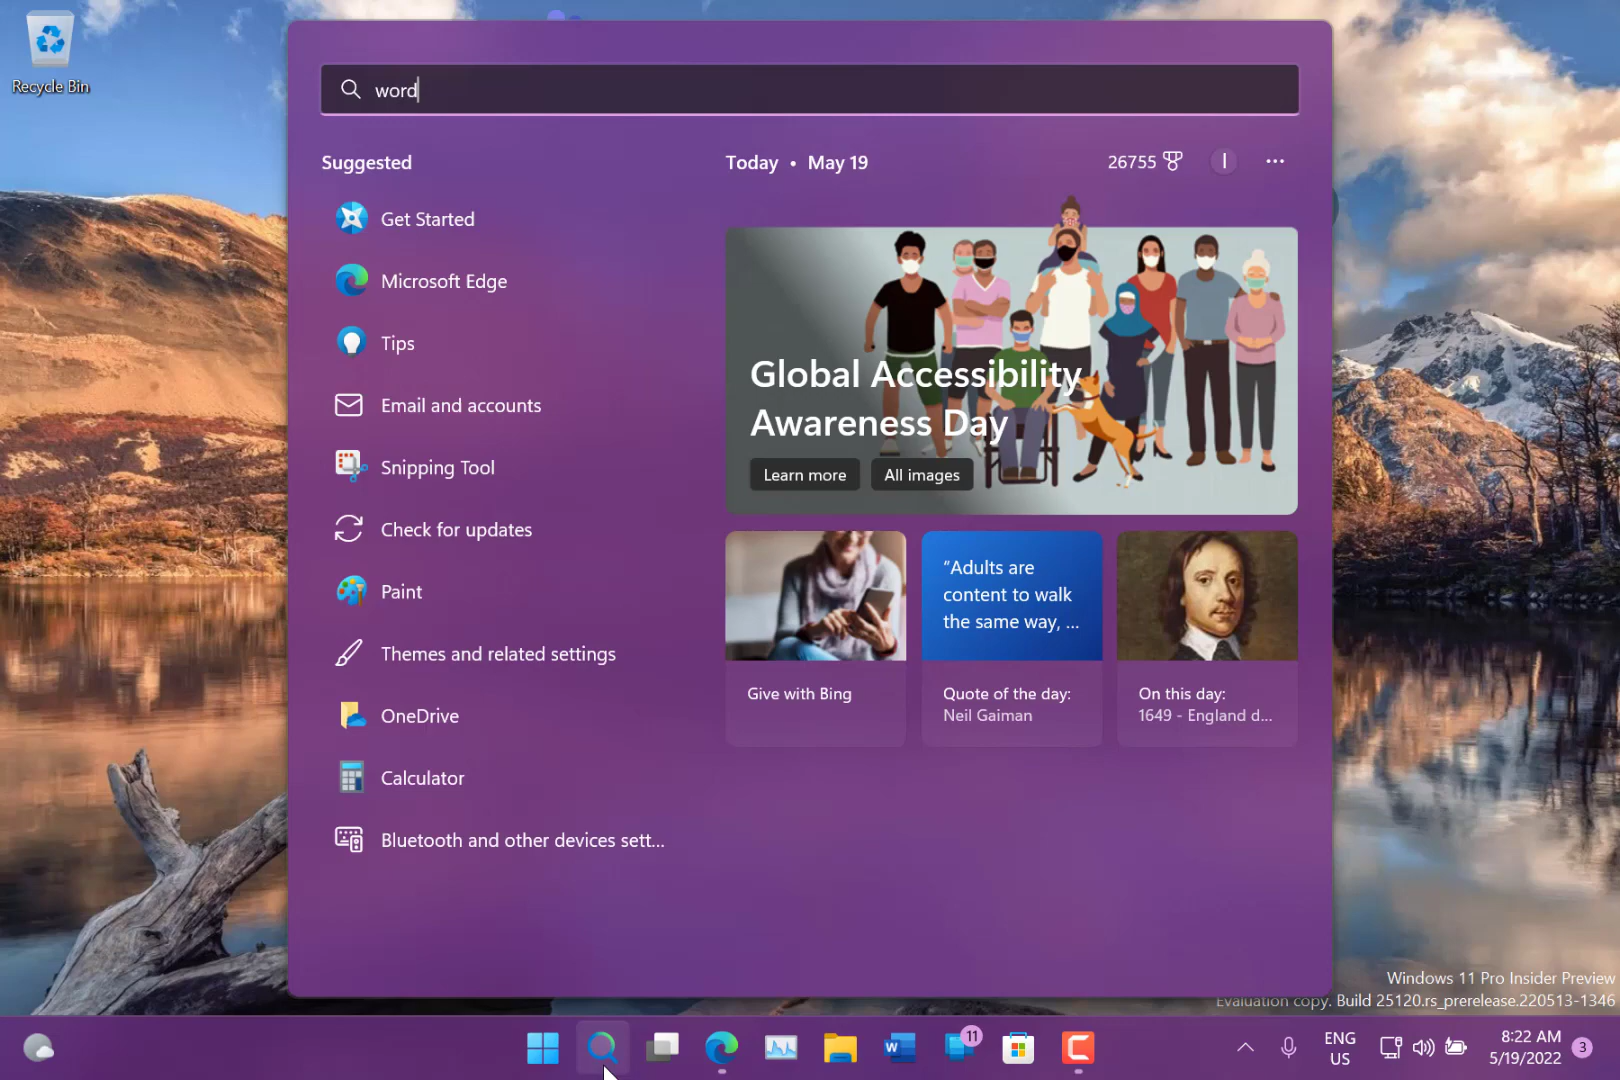 Recycle Bin
word
Suggested
Get Started
Microsoft Edge
Tips
Email and accounts
Snipping Tool
Check for updates
Paint
Themes and related settings
OneDrive
Calculator
Bluetooth and other devices sett...
Today • May 19
26755
I
Global Accessibility
Awareness Day
Learn more
All images
Give with Bing
“Adults are
content to walk
the same way, ...
Quote of the day:
Neil Gaiman
On this day:
1649 - England d...
Windows 11 Pro Insider Preview
Evaluation copy. Build 25120.rs_prerelease.220513-1346
W
11
ENG
US
8:22 AM
5/19/2022
3